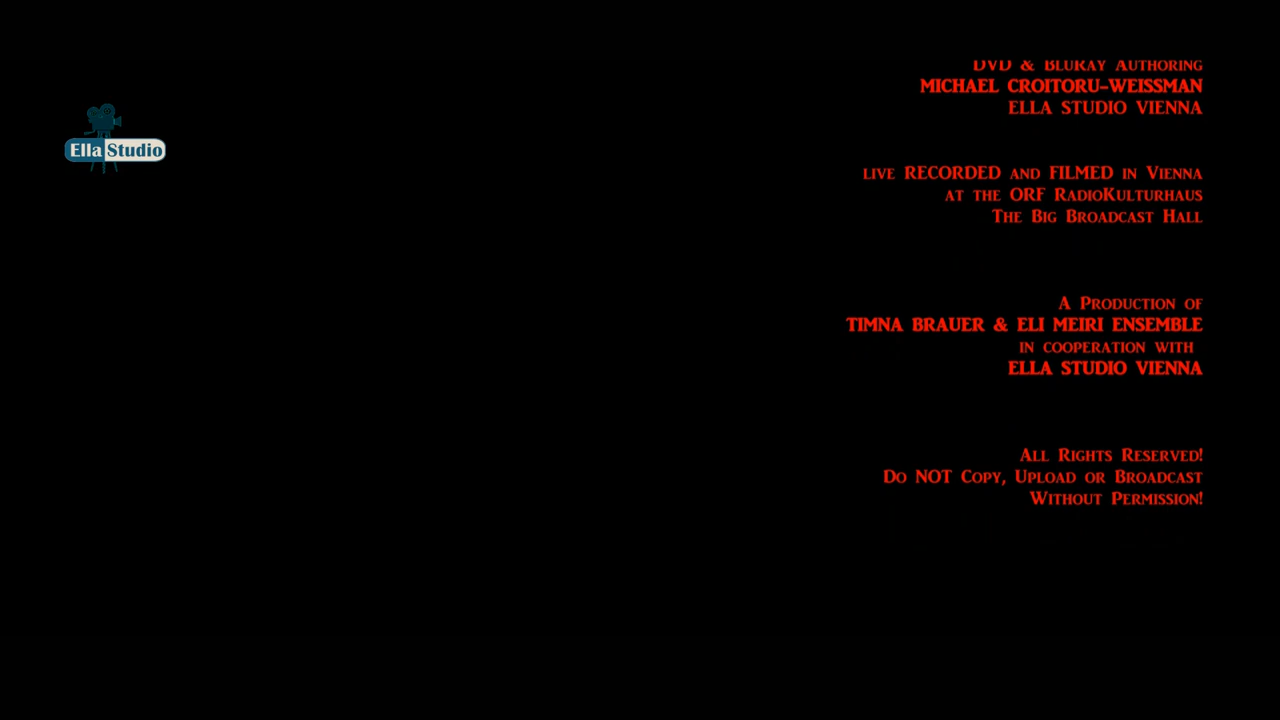 Ella Studio
DVD & BLURAY AUTHORING
MICHAEL CROITORU-WEISSMAN
ELLA STUDIO VIENNA
LIVE RECORDED AND FILMED IN VIENNA
AT THE ORF RADIOKULTURHAUS
THE BIG BROADCAST HALL
A PRODUCTION OF
TIMNA BRAUER & ELI MEIRI ENSEMBLE
IN COOPERATION WITH
ELLA STUDIO VIENNA
ALL RIGHTS RESERVED!
DO NOT COPY, UPLOAD OR BROADCAST
WITHOUT PERMISSION!